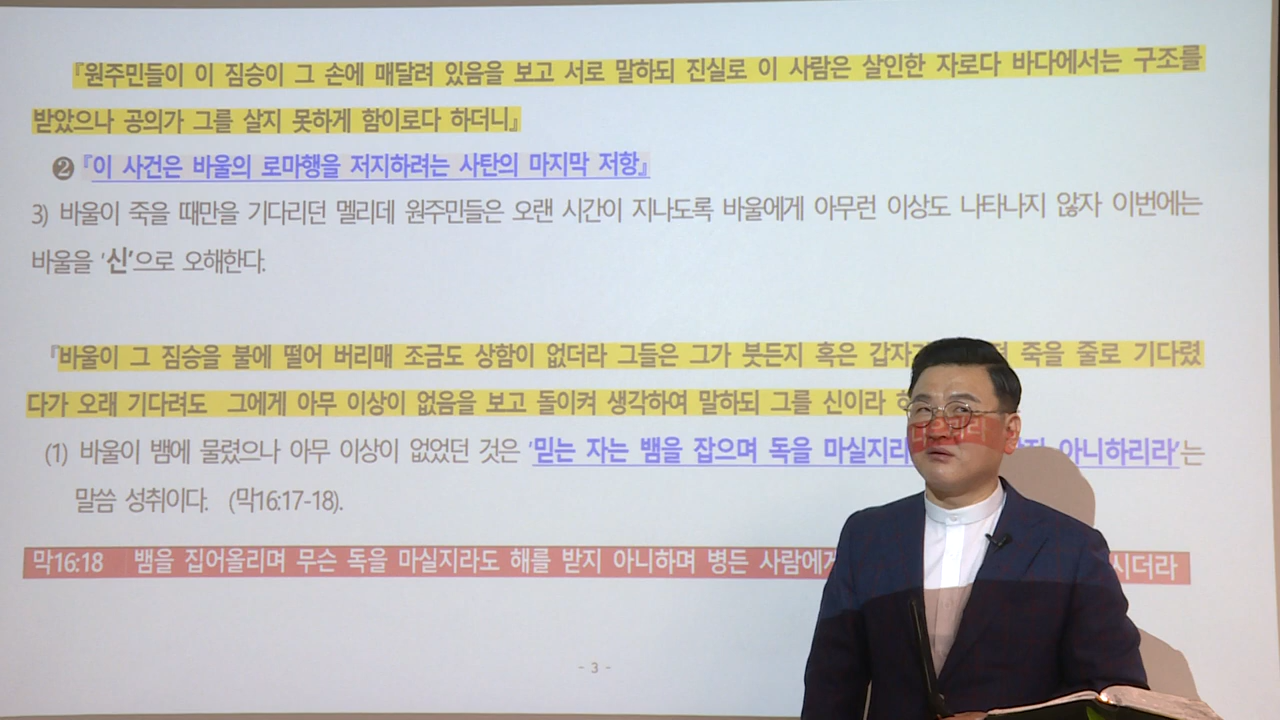 『원주민들이 이 짐승이 그 손에 매달려 있음을 보고 서로 말하되 진실로 이 사람은 살인한 자로다 바다에서는 구조를
받았으나 공의가 그를 살지 못하게 함이로다 하더니』
❷『이 사건은 바울의 로마행을 저지하려는 사탄의 마지막 저항』
3) 바울이 죽을 때만을 기다리던 멜리데 원주민들은 오랜 시간이 지나도록 바울에게 아무런 이상도 나타나지 않자 이번에는
바울을 '신'으로 오해한다.
『바울이 그 짐승을 불에 떨어 버리매 조금도 상함이 없더라 그들은 그가 붓든지 혹은 죽을 줄로 기다렸
다가 오래 기다려도 그에게 아무 이상이 없음을 보고 돌이켜 생각하여 말하되 그를 신이라
(1) 바울이 뱀에 물렸으나 아무 이상이 없었던 것은 '믿는 자는 뱀을 잡으며 독을 마실지라 아니하리라'는
말씀 성취이다. (막16:17-18).
막16:18 뱀을 집어올리며 무슨 독을 마실지라도 해를 받지 아니하며 병든 사람에게 시더라
- 3 -